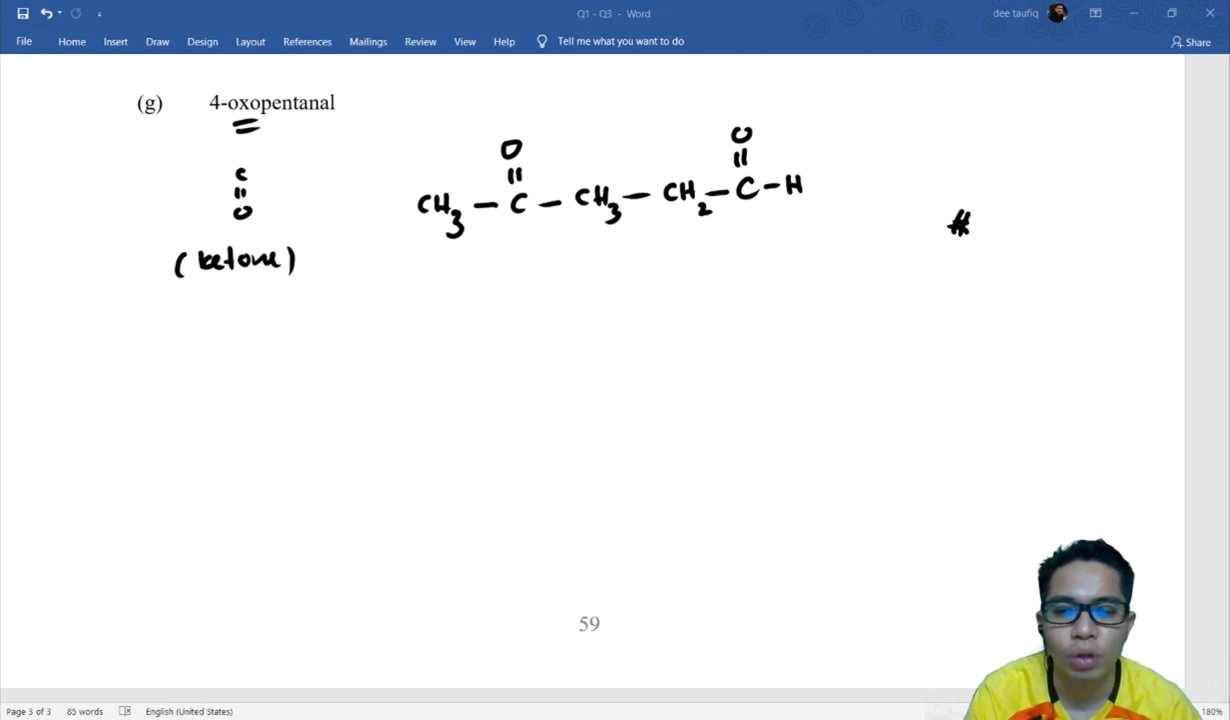 Q1 - Q3 - Word
dee taufiq
File Home Insert Draw Design Layout References Mailings Review View Help Tell me what you want to do
Share
(g) 4-oxopentanal
O O
|| ||
CH3 – C – CH3 – CH2 – C – H
C
||
O
#
(ketone)
59
Page 3 of 3 85 words English (United States)
180%